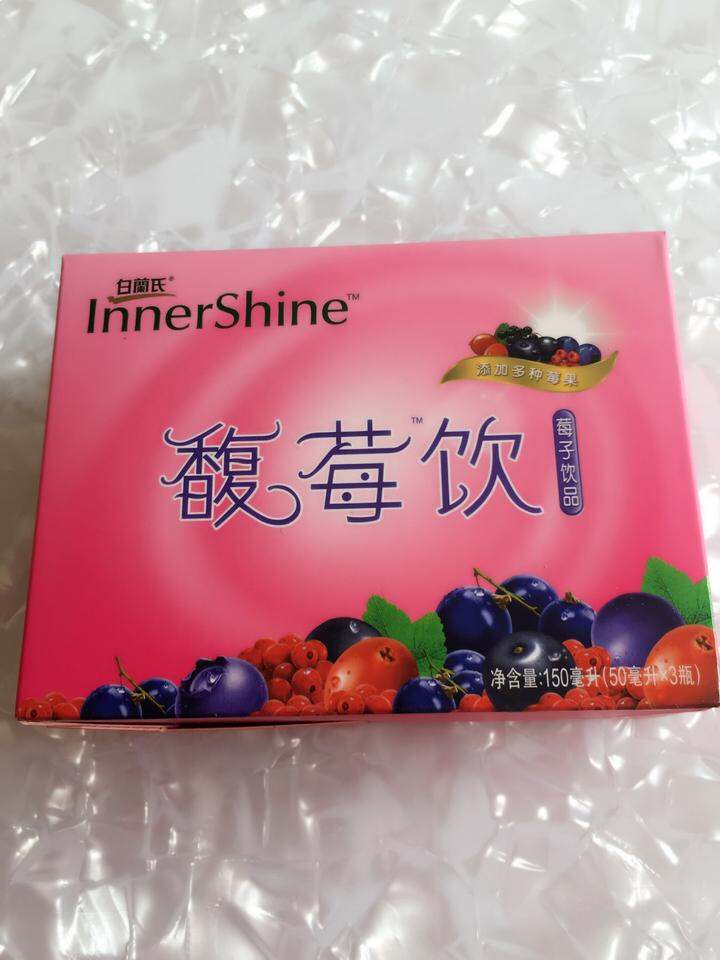 白蘭氏®
InnerShine™
添加多种莓果
馥莓™饮
莓子饮品
净含量:150毫升(50毫升×3瓶)